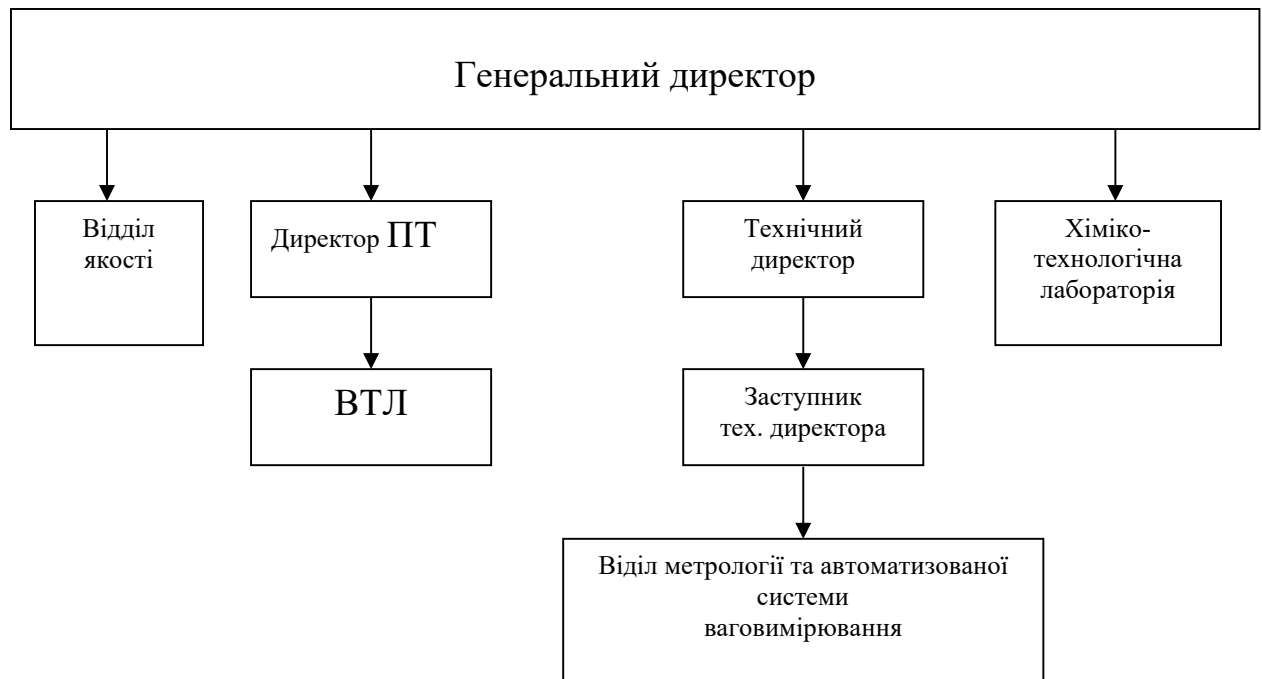 Генеральний директор
Відділ
якості
Директор ПТ
Технічний
директор
Хіміко-
технологічна
лабораторія
ВТЛ
Заступник
тех. директора
Віділ метрології та автоматизованої
системи
ваговимірювання